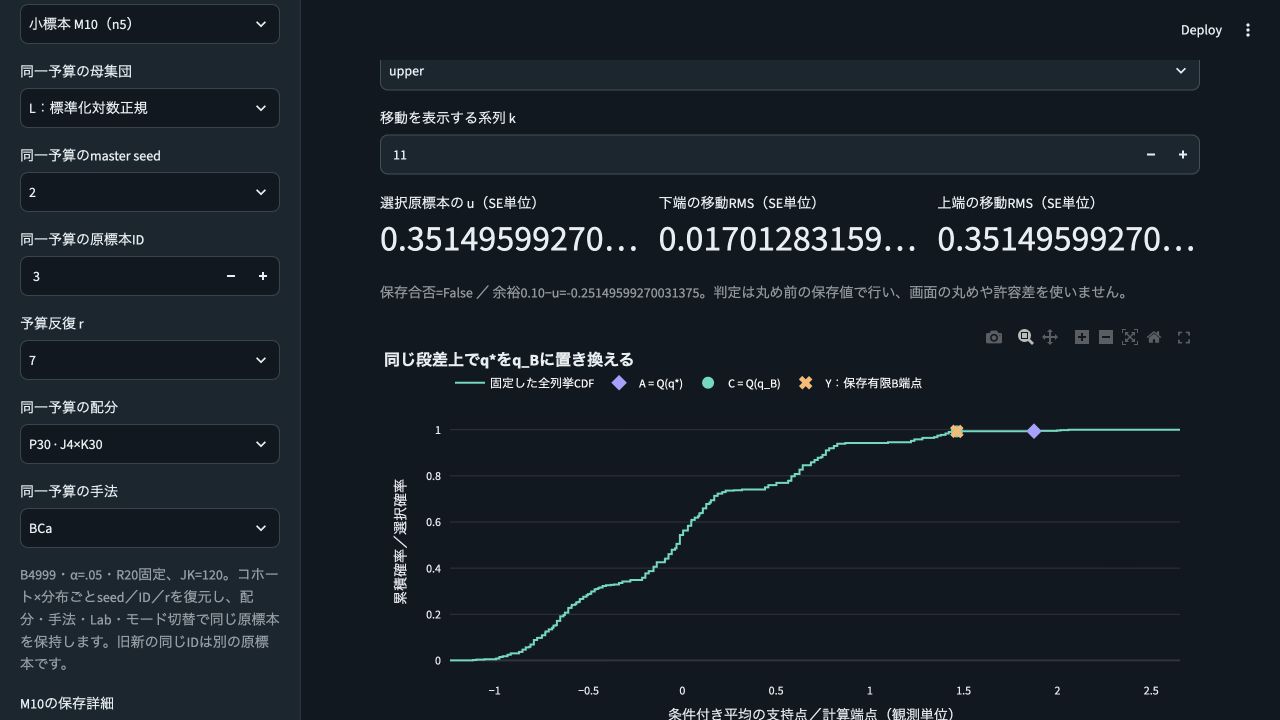 小標本 M10（n5）
同一予算の母集団
L：標準化対数正規
同一予算のmaster seed
2
同一予算の原標本ID
3
予算反復 r
7
同一予算の配分
P30 · J4×K30
同一予算の手法
BCa
B4999・α=.05・R20固定、JK=120。コホー
ト×分布ごとseed／ID／rを復元し、配
分・手法・Lab・モード切替で同じ原標本
を保持します。旧新の同じIDは別の原標
本です。
M10の保存詳細
Deploy
upper
移動を表示する系列 k
11
選択原標本の u（SE単位）
下端の移動RMS（SE単位）
上端の移動RMS（SE単位）
0.35149599270…
0.01701283159…
0.35149599270…
保存合否=False ／ 余裕0.10−u=-0.25149599270031375。判定は丸め前の保存値で行い、画面の丸めや許容差を使いません。
同じ段差上でq*をq_Bに置き換える
固定した全列挙CDF
A = Q(q*)
C = Q(q_B)
Y：保存有限B端点
累積確率／選択確率
1
0.8
0.6
0.4
0.2
0
−1
−0.5
0
0.5
1
1.5
2
2.5
条件付き平均の支持点／計算端点（観測単位）